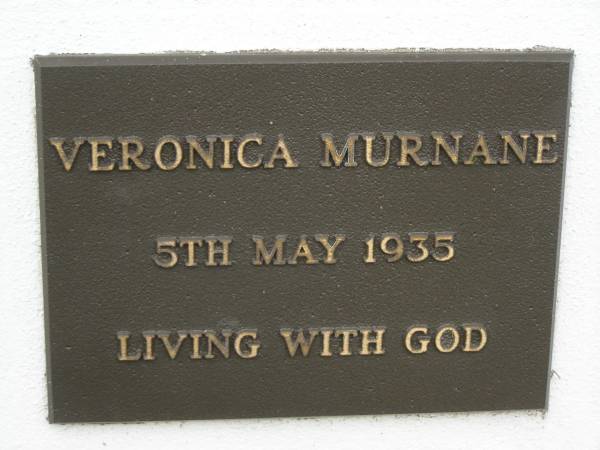 VERONICA MURNANE
5TH MAY 1935
LIVING WITH GOD